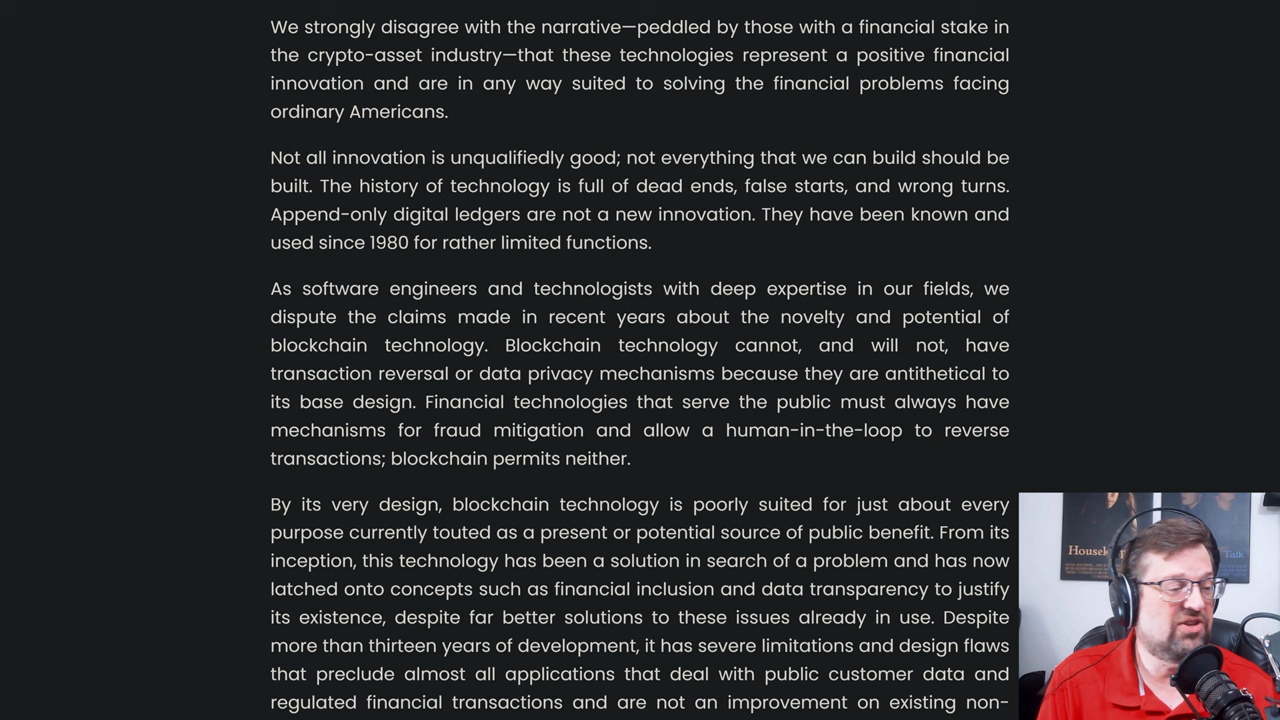 We strongly disagree with the narrative—peddled by those with a financial stake in
the crypto-asset industry—that these technologies represent a positive financial
innovation and are in any way suited to solving the financial problems facing
ordinary Americans.
Not all innovation is unqualifiedly good; not everything that we can build should be
built. The history of technology is full of dead ends, false starts, and wrong turns.
Append-only digital ledgers are not a new innovation. They have been known and
used since 1980 for rather limited functions.
As software engineers and technologists with deep expertise in our fields, we
dispute the claims made in recent years about the novelty and potential of
blockchain technology. Blockchain technology cannot, and will not, have
transaction reversal or data privacy mechanisms because they are antithetical to
its base design. Financial technologies that serve the public must always have
mechanisms for fraud mitigation and allow a human-in-the-loop to reverse
transactions; blockchain permits neither.
By its very design, blockchain technology is poorly suited for just about every
purpose currently touted as a present or potential source of public benefit. From its
inception, this technology has been a solution in search of a problem and has now
latched onto concepts such as financial inclusion and data transparency to justify
its existence, despite far better solutions to these issues already in use. Despite
more than thirteen years of development, it has severe limitations and design flaws
that preclude almost all applications that deal with public customer data and
regulated financial transactions and are not an improvement on existing non-